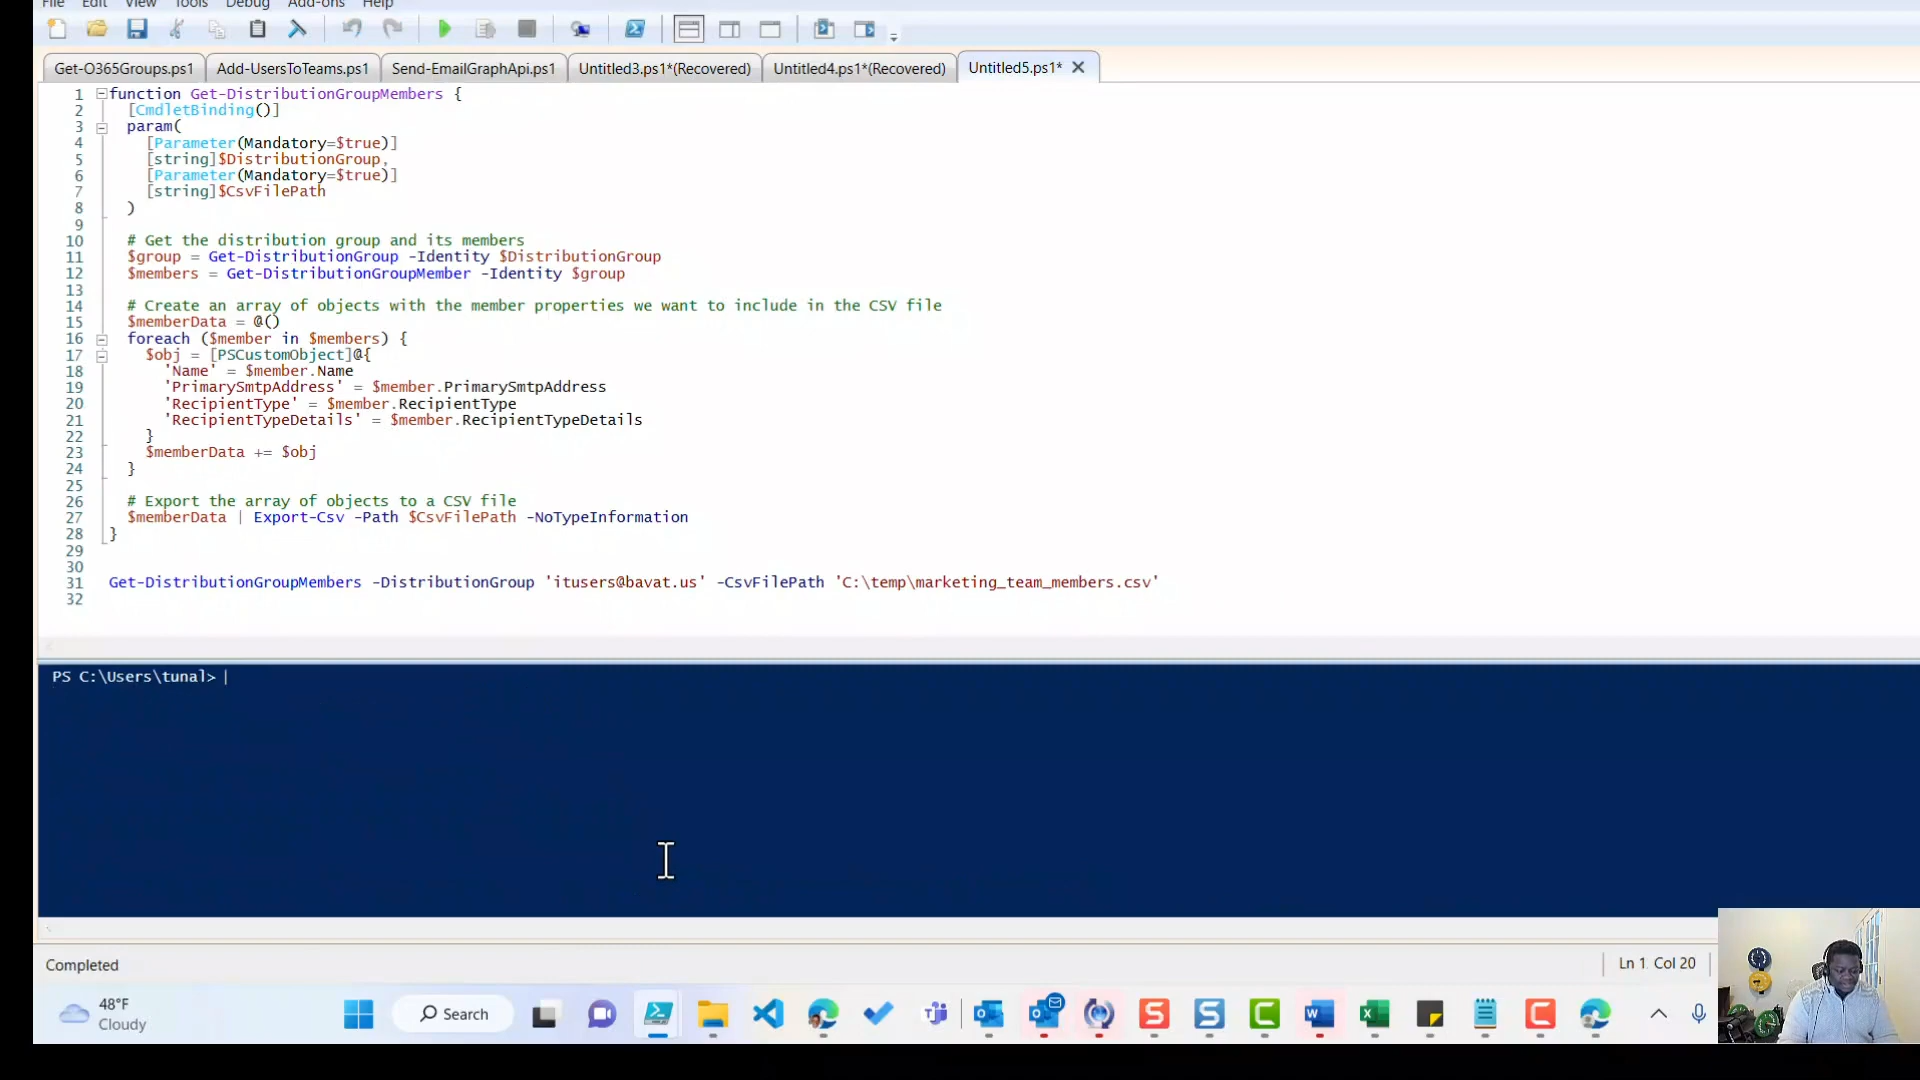 File Edit View Tools Debug Add-ons Help
Get-O365Groups.ps1 Add-UsersToTeams.ps1 Send-EmailGraphApi.ps1 Untitled3.ps1*(Recovered) Untitled4.ps1*(Recovered) Untitled5.ps1* X
1 function Get-DistributionGroupMembers {
2 [CmdletBinding()]
3 param(
4 [Parameter(Mandatory=$true)]
5 [string]$DistributionGroup,
6 [Parameter(Mandatory=$true)]
7 [string]$CsvFilePath
8 )
9
10 # Get the distribution group and its members
11 $group = Get-DistributionGroup -Identity $DistributionGroup
12 $members = Get-DistributionGroupMember -Identity $group
13
14 # Create an array of objects with the member properties we want to include in the CSV file
15 $memberData = @()
16 foreach ($member in $members) {
17 $obj = [PSCustomObject]@{
18 'Name' = $member.Name
19 'PrimarySmtpAddress' = $member.PrimarySmtpAddress
20 'RecipientType' = $member.RecipientType
21 'RecipientTypeDetails' = $member.RecipientTypeDetails
22 }
23 $memberData += $obj
24 }
25
26 # Export the array of objects to a CSV file
27 $memberData | Export-Csv -Path $CsvFilePath -NoTypeInformation
28 }
29
30
31 Get-DistributionGroupMembers -DistributionGroup 'itusers@bavat.us' -CsvFilePath 'C:\temp\marketing_team_members.csv'
32
PS C:\Users\tunal>
Completed
Ln 1 Col 20
48°F
Cloudy
Search